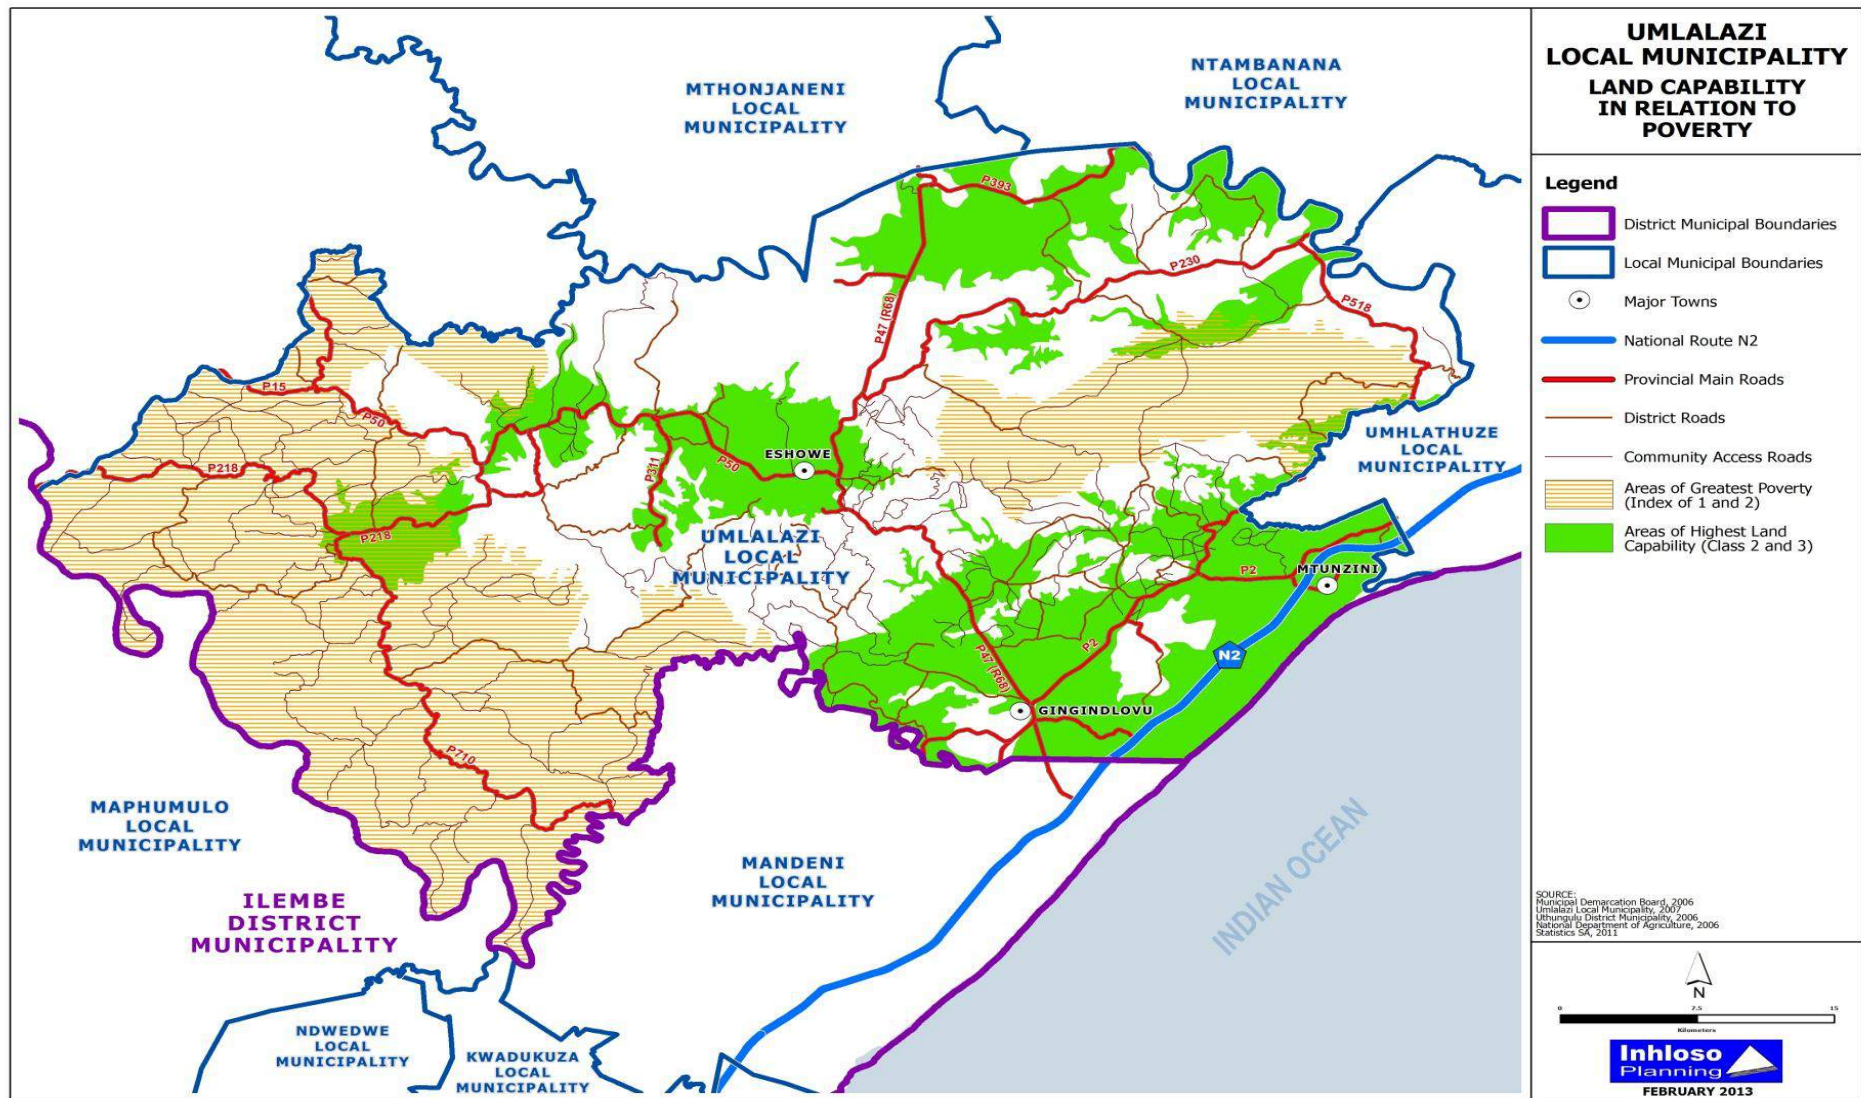 UMLALAZI
LOCAL MUNICIPALITY
LAND CAPABILITY
IN RELATION TO
POVERTY
Legend
District Municipal Boundaries
Local Municipal Boundaries
Major Towns
National Route N2
Provincial Main Roads
District Roads
Community Access Roads
Areas of Greatest Poverty
(Index of 1 and 2)
Areas of Highest Land
Capability (Class 2 and 3)
SOURCE:
Municipal Demarcation Board, 2006
Umlalazi Local Municipality, 2007
Uthungulu District Municipality, 2006
National Department of Agriculture, 2006
Statistics SA, 2011
N
0 7.5 15
Kilometers
Inhloso
Planning
FEBRUARY 2013
MTHONJANENI
LOCAL
MUNICIPALITY
NTAMBANANA
LOCAL
MUNICIPALITY
P393
P230
P518
P47 (R68)
P15
P50
P218
P311
P50
ESHOWE
UMHLATHUZE
LOCAL
MUNICIPALITY
P218
UMLALAZI
LOCAL
MUNICIPALITY
P2
MTUNZINI
P2
N2
P47 (R68)
GINGINDLOVU
P710
MAPHUMULO
LOCAL
MUNICIPALITY
MANDENI
LOCAL
MUNICIPALITY
INDIAN OCEAN
ILEMBE
DISTRICT
MUNICIPALITY
NDWEDWE
LOCAL
MUNICIPALITY
KWADUKUZA
LOCAL
MUNICIPALITY